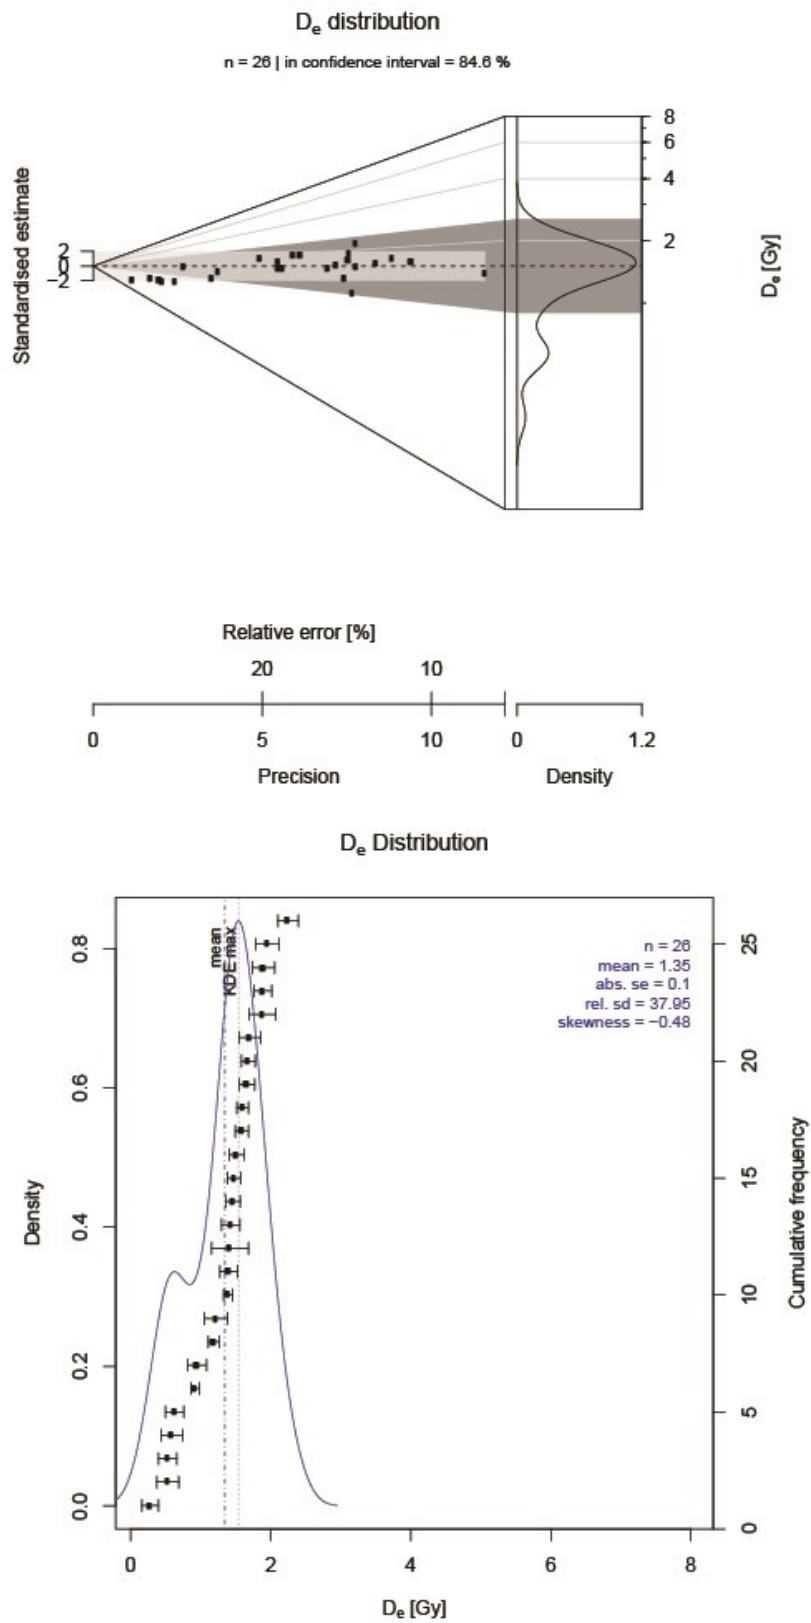 Dₑ distribution
n = 26 | in confidence interval = 84.6 %
Standardised estimate
2
0
−2
8
6
4
2
Dₑ [Gy]
Relative error [%]
20 10
0 5 10
Precision
0 1.2
Density
Dₑ Distribution
mean
KDE max
n = 26
mean = 1.35
abs. se = 0.1
rel. sd = 37.95
skewness = −0.48
Density
0.0 0.2 0.4 0.6 0.8
Cumulative frequency
0 5 10 15 20 25
0 2 4 6 8
Dₑ [Gy]